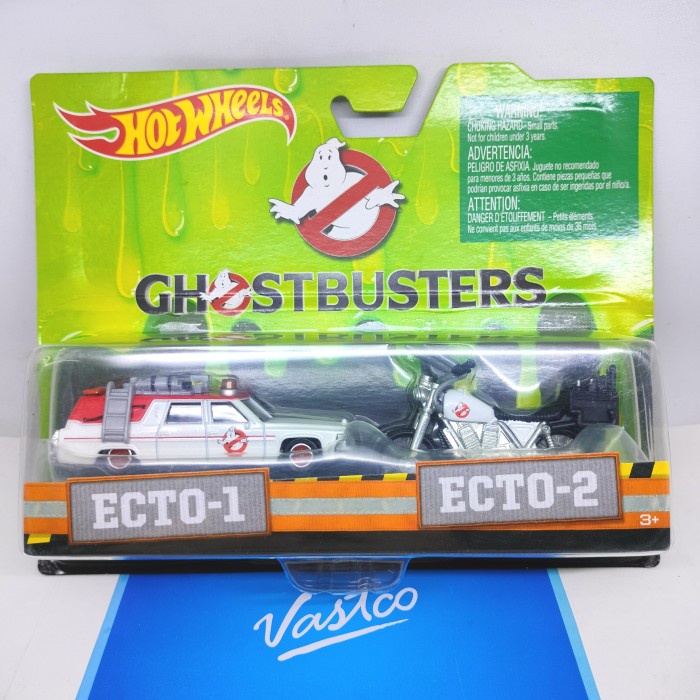 HOT WHEELS
WARNING:
CHOKING HAZARD - Small parts.
Not for children under 3 years.
ADVERTENCIA:
PELIGRO DE ASFIXIA. Juguete no recomendado
para menores de 3 años. Contiene piezas pequeñas que
podrían provocar asfixia en caso de ser ingeridas por el niño/a.
ATTENTION:
DANGER D'ÉTOUFFEMENT – Petits éléments.
Ne convient pas aux enfants de moins de 36 mois.
GHOSTBUSTERS
ECTO-1
ECTO-2
3+
Vastco